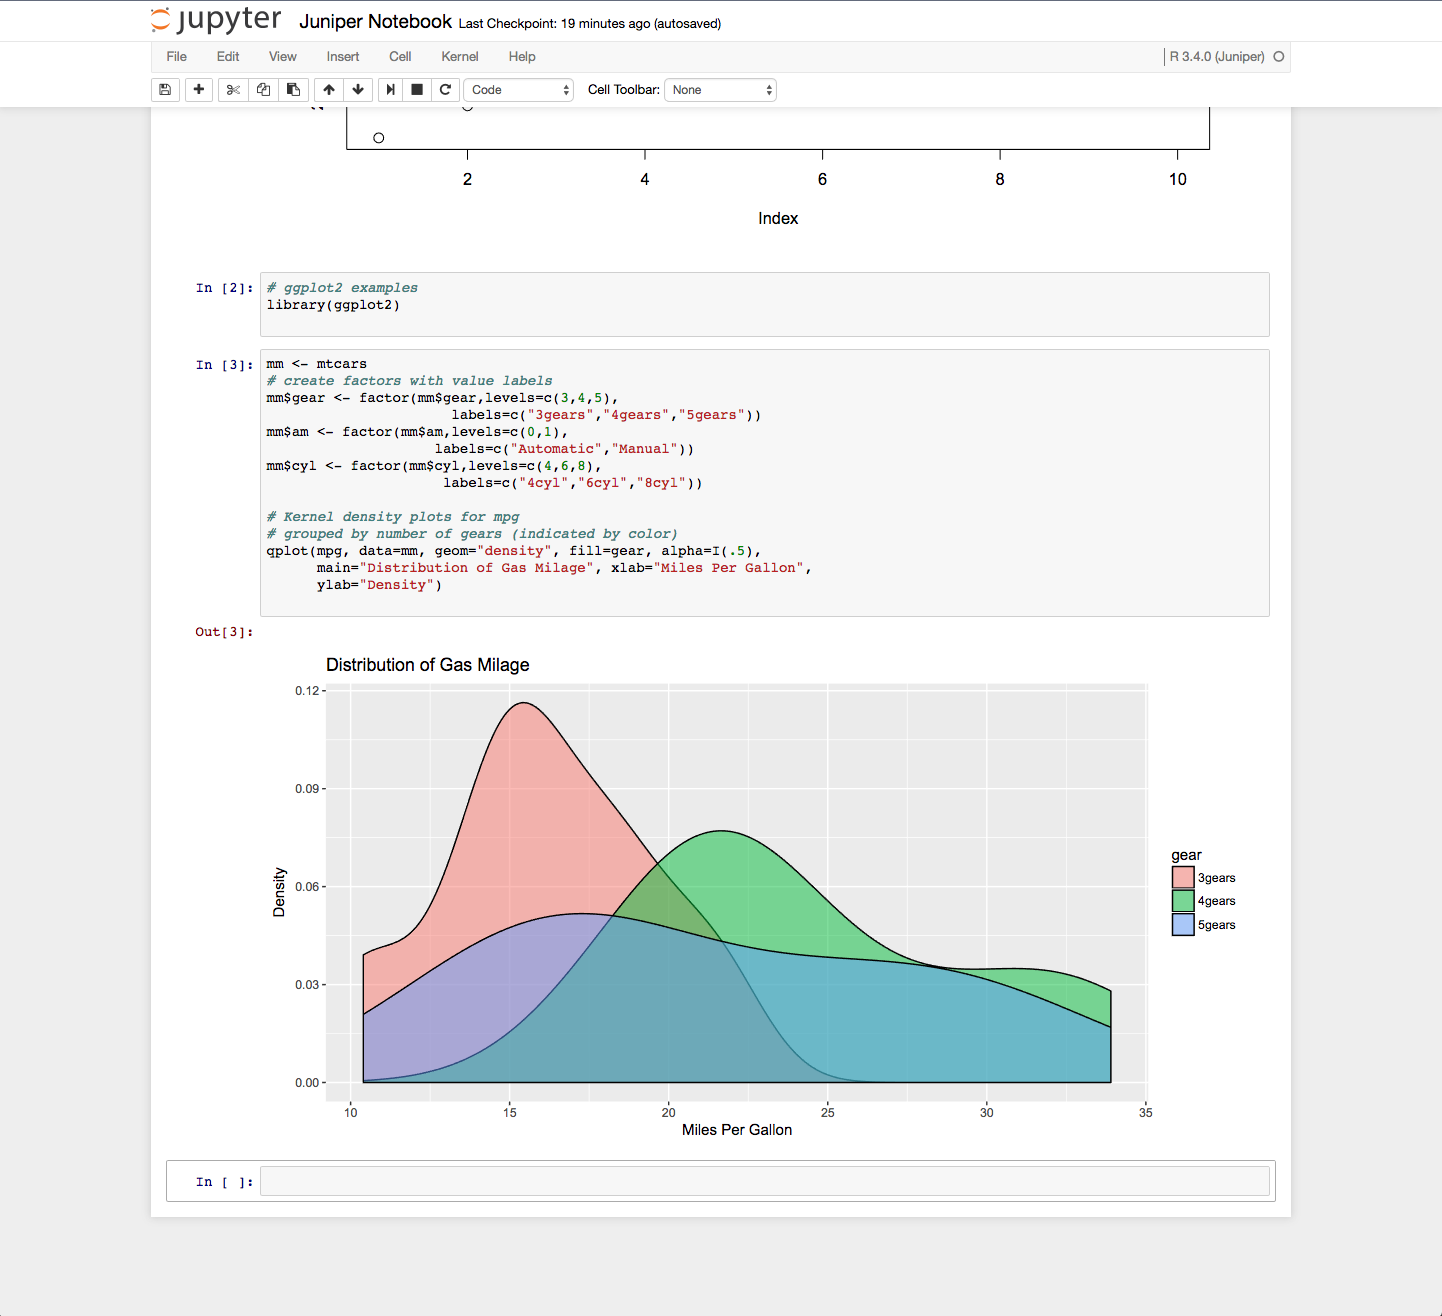 jupyter Juniper Notebook Last Checkpoint: 19 minutes ago (autosaved)
File Edit View Insert Cell Kernel Help R 3.4.0 (Juniper)
Code Cell Toolbar: None
2 4 6 8 10
Index
In [2]: # ggplot2 examples
library(ggplot2)
In [3]: mm <- mtcars
# create factors with value labels
mm$gear <- factor(mm$gear,levels=c(3,4,5),
labels=c("3gears","4gears","5gears"))
mm$am <- factor(mm$am,levels=c(0,1),
labels=c("Automatic","Manual"))
mm$cyl <- factor(mm$cyl,levels=c(4,6,8),
labels=c("4cyl","6cyl","8cyl"))
# Kernel density plots for mpg
# grouped by number of gears (indicated by color)
qplot(mpg, data=mm, geom="density", fill=gear, alpha=I(.5),
main="Distribution of Gas Milage", xlab="Miles Per Gallon",
ylab="Density")
Out[3]:
Distribution of Gas Milage
0.12
0.09
0.06
0.03
0.00
Density
10 15 20 25 30 35
Miles Per Gallon
gear
3gears
4gears
5gears
In [ ]: